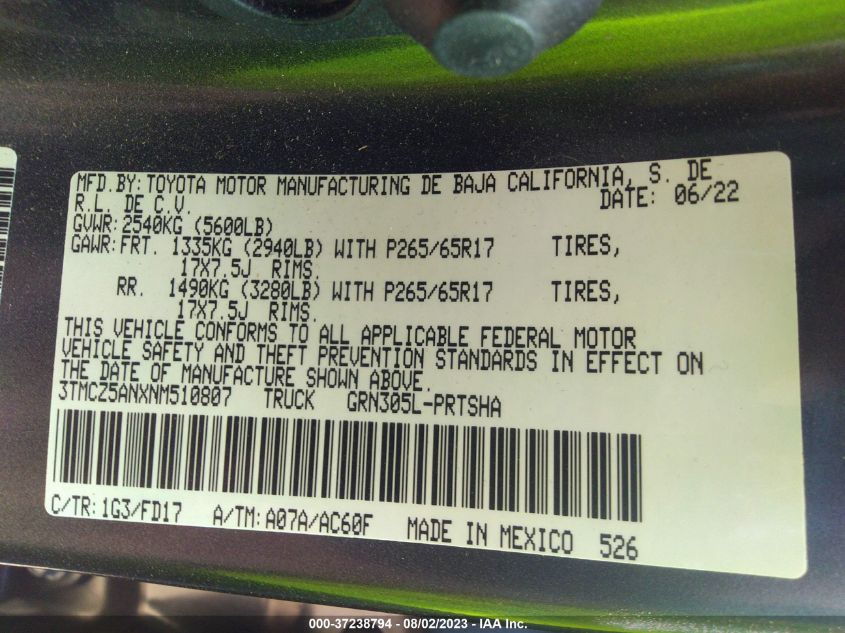 MFD.BY: TOYOTA MOTOR MANUFACTURING DE BAJA CALIFORNIA, S. DE
R.L. DE C.V. DATE: 06/22
GVWR: 2540KG (5600LB)
GAWR: FRT. 1335KG (2940LB) WITH P265/65R17 TIRES,
17X7.5J RIMS.
RR. 1490KG (3280LB) WITH P265/65R17 TIRES,
17X7.5J RIMS.
THIS VEHICLE CONFORMS TO ALL APPLICABLE FEDERAL MOTOR
VEHICLE SAFETY AND THEFT PREVENTION STANDARDS IN EFFECT ON
THE DATE OF MANUFACTURE SHOWN ABOVE.
3TMCZ5ANXNM510807 TRUCK GRN305L-PRTSHA
C/TR: 1G3/FD17 A/TM: A07A/AC60F MADE IN MEXICO 526
000-37238794 - 08/02/2023 - IAA Inc.